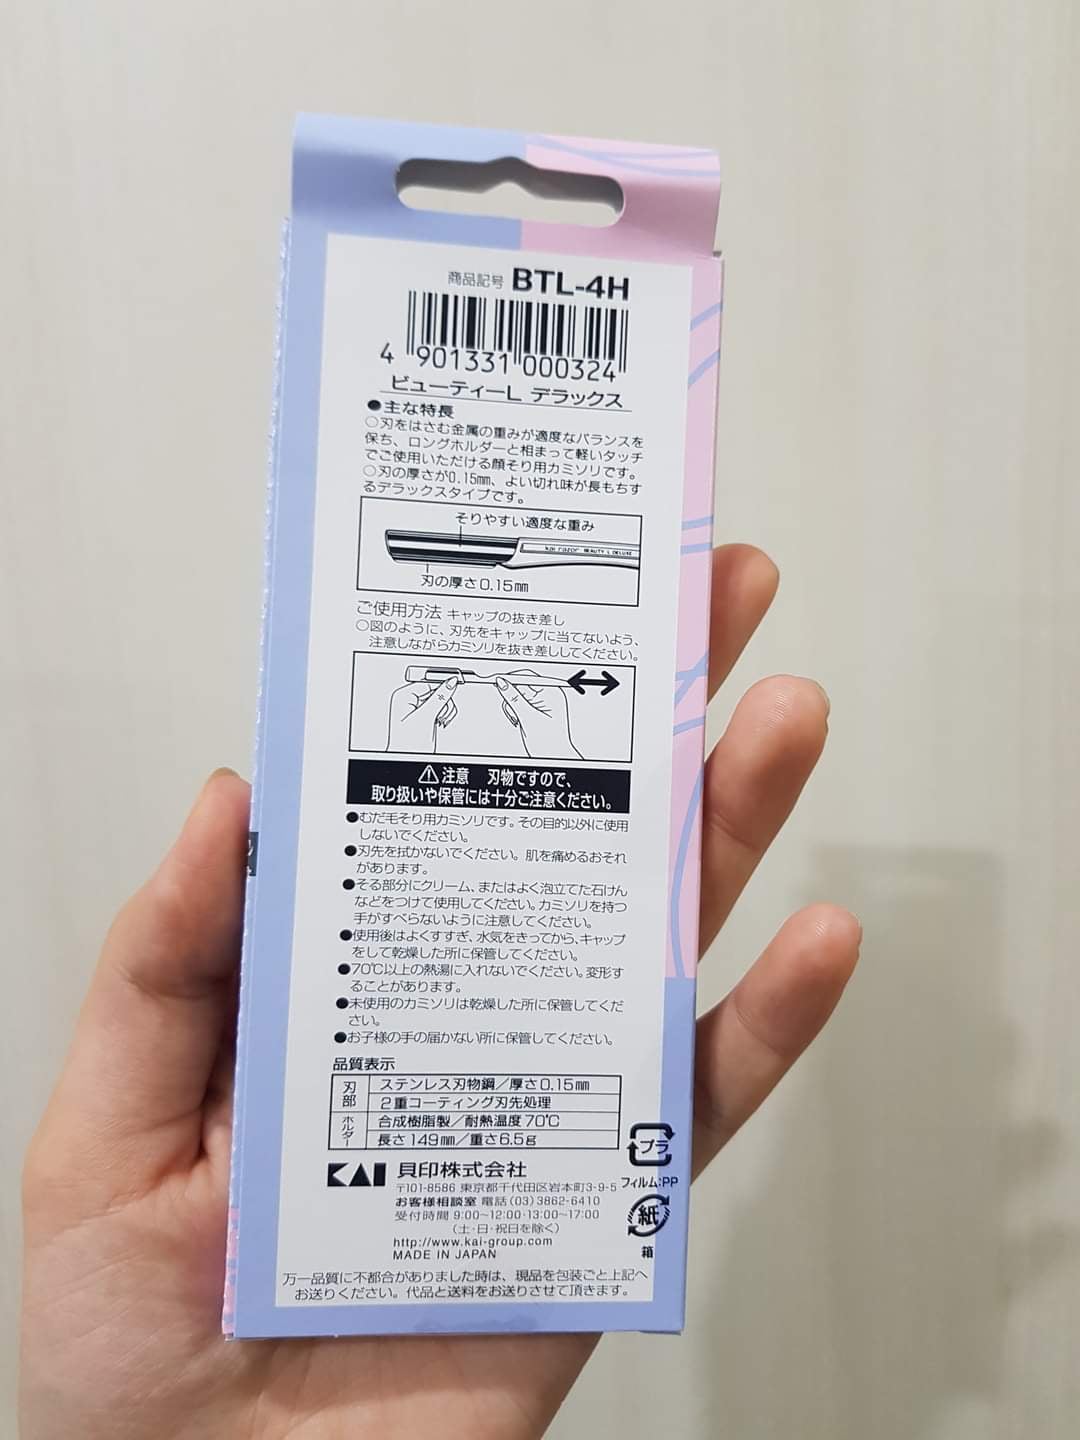 商品記号 BTL-4H
4 901331 000324
ビューティーL デラックス
●主な特長
○刃をはさむ金属の重みが適度なバランスを
保ち、ロングホルダーと相まって軽いタッチ
でご使用いただける顔そり用カミソリです。
○刃の厚さが0.15mm、よい切れ味が長もちす
るデラックスタイプです。
そりやすい適度な重み
kai razor BEAUTY L DELUXE
刃の厚さ0.15mm
ご使用方法 キャップの抜き差し
○図のように、刃先をキャップに当てないよう、
注意しながらカミソリを抜き差ししてください。
⚠注意 刃物ですので、
取り扱いや保管には十分ご注意ください。
●むだ毛そり用カミソリです。その目的以外に使用
しないでください。
●刃先を拭かないでください。肌を痛めるおそれ
があります。
●そる部分にクリーム、またはよく泡立てた石けん
などをつけて使用してください。カミソリを持つ
手がすべらないように注意してください。
●使用後はよくすすぎ、水気をきってから、キャップ
をして乾燥した所に保管してください。
●70℃以上の熱湯に入れないでください。変形す
ることがあります。
●未使用のカミソリは乾燥した所に保管してくだ
さい。
●お子様の手の届かない所に保管してください。
品質表示
刃部 ステンレス刃物鋼/厚さ0.15mm
2重コーティング刃先処理
ホルダー 合成樹脂製/耐熱温度70℃
長さ149mm/重さ6.5g
プラ
フィルム:PP
紙
箱
KAI 貝印株式会社
〒101-8586 東京都千代田区岩本町3-9-5
お客様相談室 電話(03)3862-6410
受付時間 9:00~12:00・13:00~17:00
(土・日・祝日を除く)
http://www.kai-group.com
MADE IN JAPAN
万一品質に不都合がありました時は、現品を包装ごと上記へ
お送りください。代品と送料をお送りさせて頂きます。